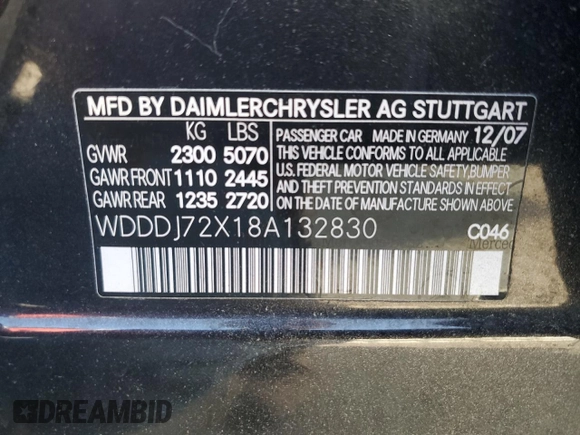 MFD BY DAIMLERCHRYSLER AG STUTTGART
KG LBS
GVWR 2300 5070
GAWR FRONT 1110 2445
GAWR REAR 1235 2720
PASSENGER CAR MADE IN GERMANY 12/07
THIS VEHICLE CONFORMS TO ALL APPLICABLE
U.S. FEDERAL MOTOR VEHICLE SAFETY, BUMPER
AND THEFT PREVENTION STANDARDS IN EFFECT
ON THE DATE OF MANUFACTURE SHOWN ABOVE.
WDDDJ72X18A132830
C046
Merce
DREAMBID